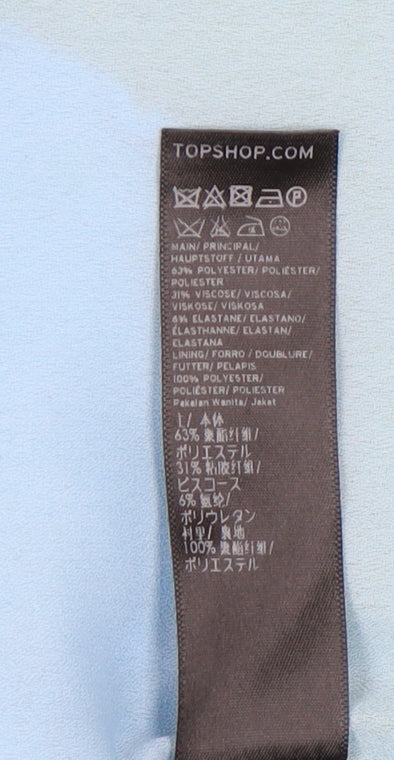 TOPSHOP.COM
MAIN/ PRINCIPAL/
HAUPTSTOFF / UTAMA
63% POLYESTER/ POLIÉSTER/
POLIESTER
31% VISCOSE/ VISCOSA/
VISKOSE/ VISKOSA
6% ELASTANE/ ELASTANO/
ÉLASTHANNE/ ELASTAN/
ELASTANA
LINING/ FORRO / DOUBLURE/
FUTTER/ PELAPIS
100% POLYESTER/
POLIÉSTER/ POLIESTER
Pakaian Wanita/ Jaket
上/ 本体
63% 聚酯纤维/
ポリエステル
31% 粘胶纤维/
ビスコース
6% 氨纶/
ポリウレタン
衬里/ 裏地
100% 聚酯纤维/
ポリエステル